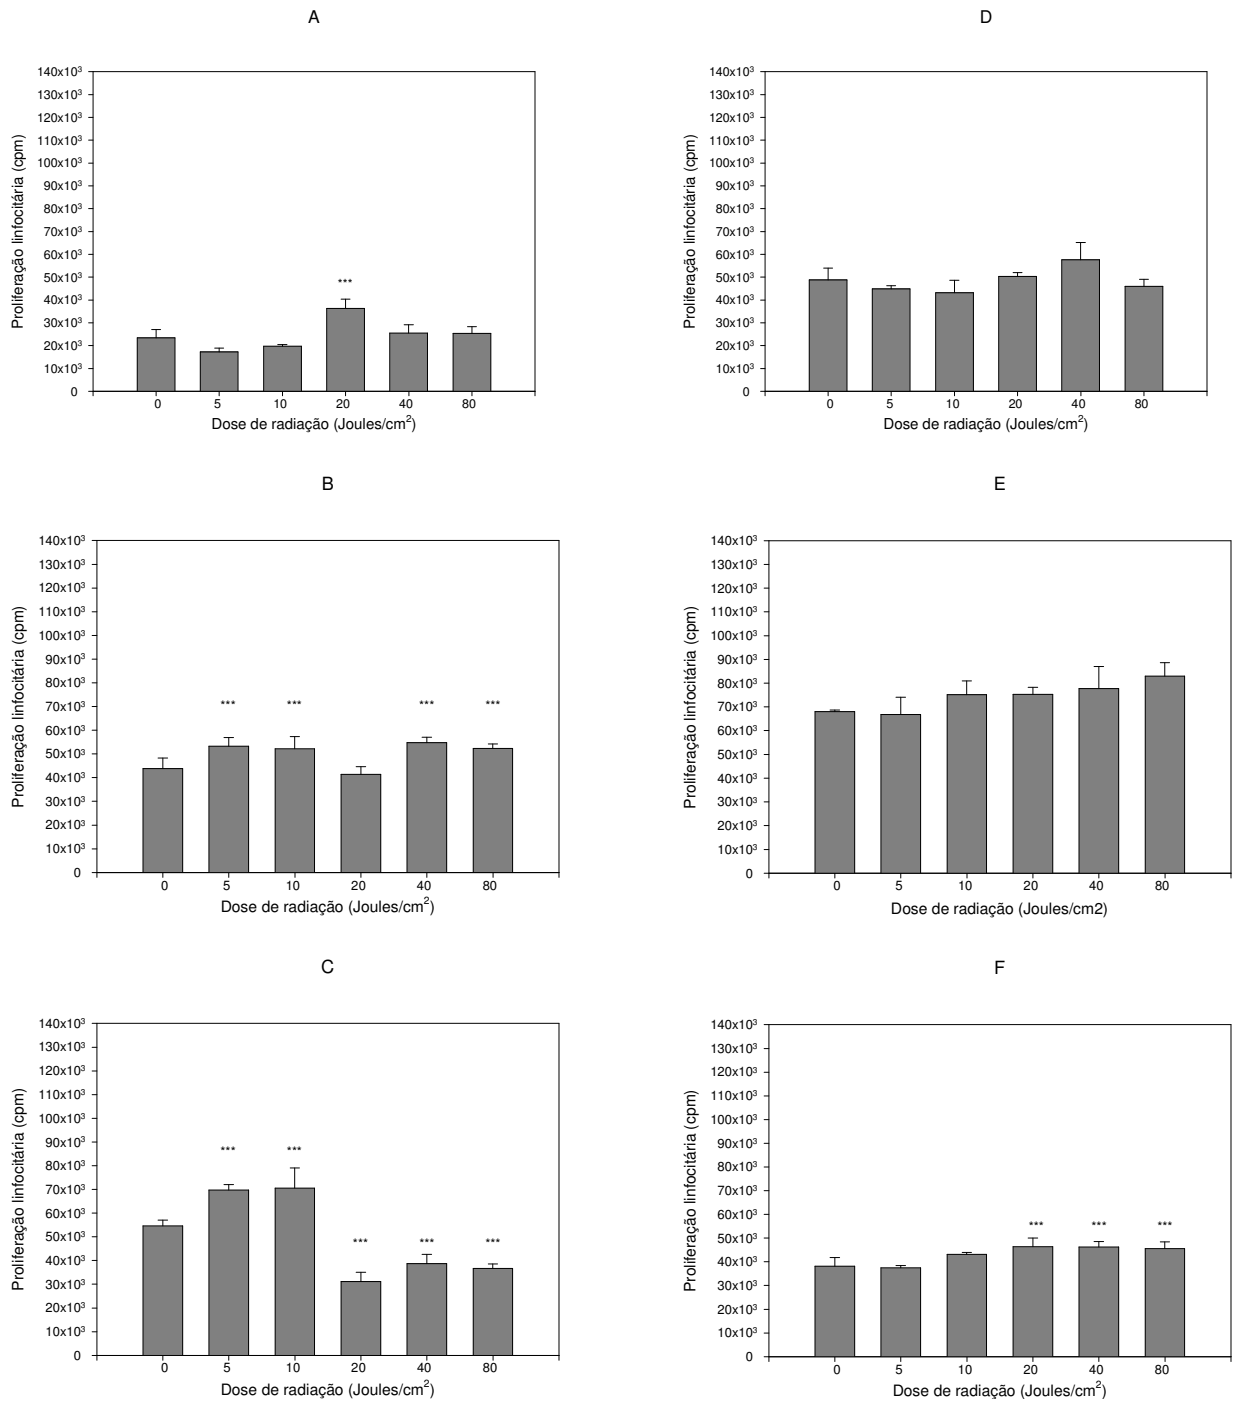 A
Proliferação linfocitária (cpm)
140x10³
130x10³
120x10³
110x10³
100x10³
90x10³
80x10³
70x10³
60x10³
50x10³
40x10³
30x10³
20x10³
10x10³
0
***
0 5 10 20 40 80
Dose de radiação (Joules/cm²)
D
Proliferação linfocitária (cpm)
140x10³
130x10³
120x10³
110x10³
100x10³
90x10³
80x10³
70x10³
60x10³
50x10³
40x10³
30x10³
20x10³
10x10³
0
0 5 10 20 40 80
Dose de radiação (Joules/cm²)
B
Proliferação linfocitária (cpm)
140x10³
130x10³
120x10³
110x10³
100x10³
90x10³
80x10³
70x10³
60x10³
50x10³
40x10³
30x10³
20x10³
10x10³
0
*** *** *** ***
0 5 10 20 40 80
Dose de radiação (Joules/cm²)
E
Proliferação linfocitária (cpm)
140x10³
130x10³
120x10³
110x10³
100x10³
90x10³
80x10³
70x10³
60x10³
50x10³
40x10³
30x10³
20x10³
10x10³
0
0 5 10 20 40 80
Dose de radiação (Joules/cm2)
C
Proliferação linfocitária (cpm)
140x10³
130x10³
120x10³
110x10³
100x10³
90x10³
80x10³
70x10³
60x10³
50x10³
40x10³
30x10³
20x10³
10x10³
0
*** ***
*** *** ***
0 5 10 20 40 80
Dose de radiação (Joules/cm²)
F
Proliferação linfocitária (cpm)
140x10³
130x10³
120x10³
110x10³
100x10³
90x10³
80x10³
70x10³
60x10³
50x10³
40x10³
30x10³
20x10³
10x10³
0
*** *** ***
0 5 10 20 40 80
Dose de radiação (Joules/cm²)